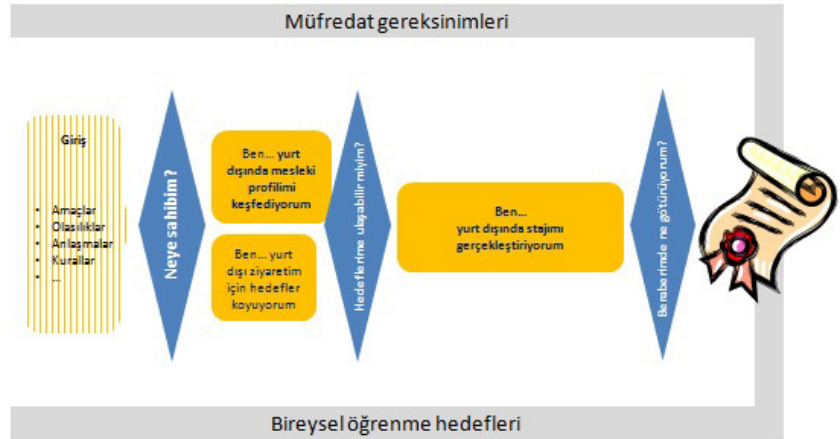 Müfredat gereksinimleri
Giriş
• Amaçlar
• Olasılıklar
• Anlaşmalar
• Kurallar
• ...
Neye sahibim?
Ben... yurt
dışında mesleki
profilimi
keşfediyorum
Ben... yurt
dışı ziyaretim
için hedefler
koyuyorum
Hedeflerime ulaşabilir miyim?
Ben...
yurt dışında stajımı
gerçekleştiriyorum
Beraberimde ne götürüyorum?
Bireysel öğrenme hedefleri